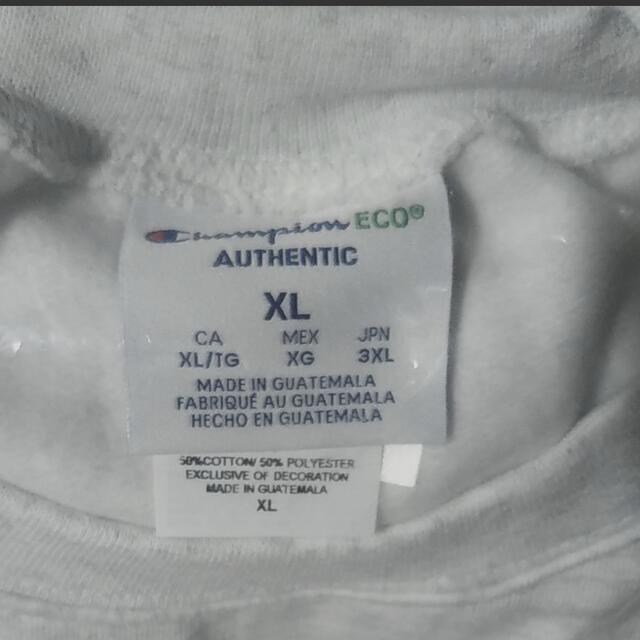 Champion ECO®
AUTHENTIC
XL
CA MEX JPN
XL/TG XG 3XL
MADE IN GUATEMALA
FABRIQUÉ AU GUATEMALA
HECHO EN GUATEMALA
50%COTTON/ 50% POLYESTER
EXCLUSIVE OF DECORATION
MADE IN GUATEMALA
XL